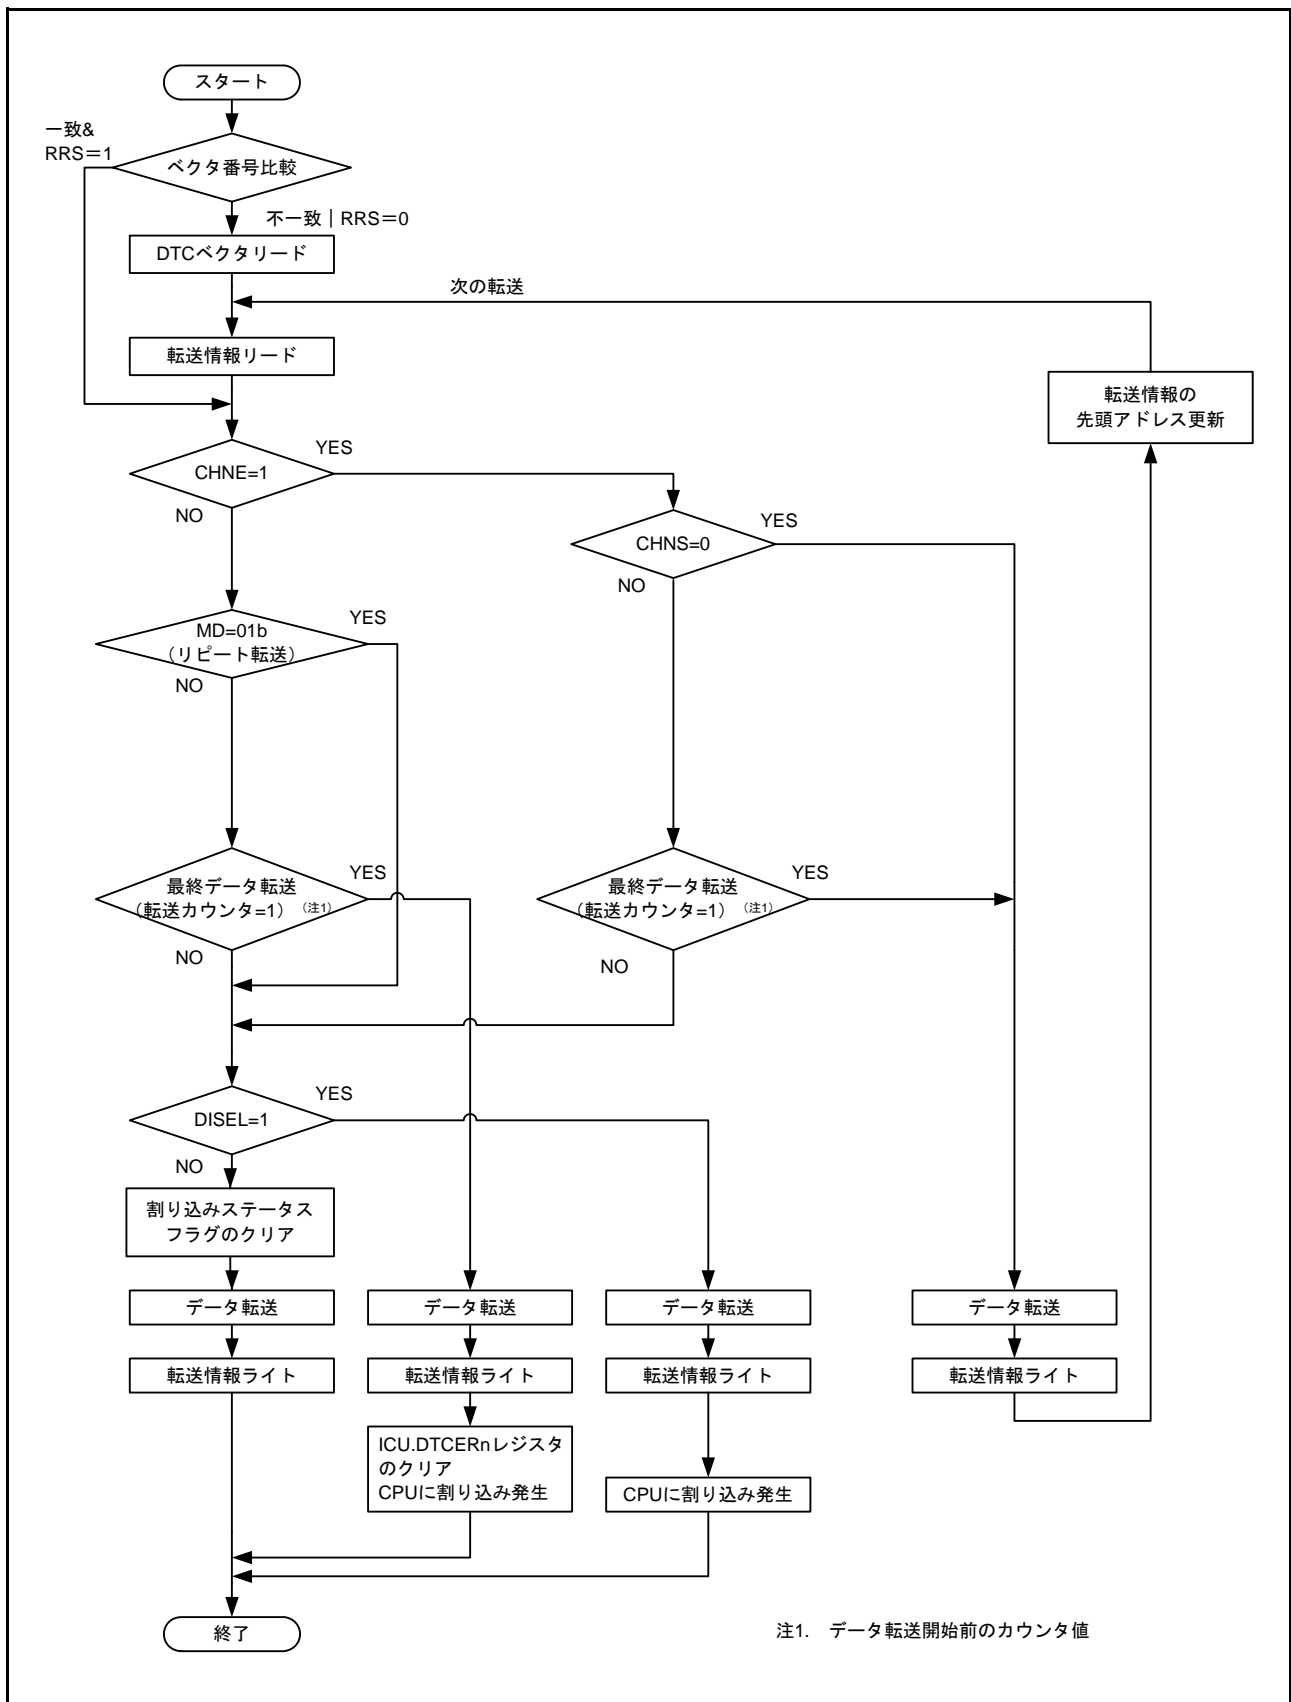 スタート
一致&
RRS=1
ベクタ番号比較
不一致｜RRS=0
DTCベクタリード
次の転送
転送情報リード
転送情報の
先頭アドレス更新
CHNE=1
YES
NO
CHNS=0
YES
NO
MD=01b
（リピート転送）
YES
NO
最終データ転送
（転送カウンタ=1）（注1）
YES
NO
最終データ転送
（転送カウンタ=1）（注1）
YES
NO
DISEL=1
YES
NO
割り込みステータス
フラグのクリア
データ転送
データ転送
データ転送
データ転送
転送情報ライト
転送情報ライト
転送情報ライト
転送情報ライト
ICU.DTCERnレジスタ
のクリア
CPUに割り込み発生
CPUに割り込み発生
終了
注1. データ転送開始前のカウンタ値